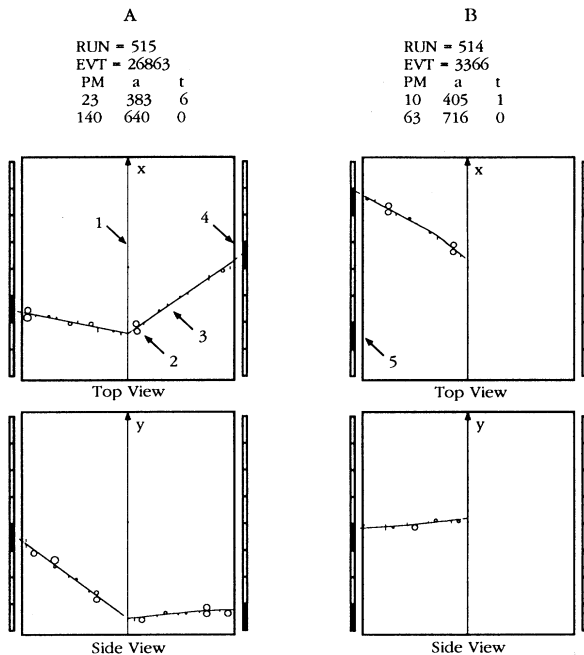 A
RUN = 515
EVT = 26863
PM a t
23 383 6
140 640 0
x
1
4
3
2
Top View
y
Side View
B
RUN = 514
EVT = 3366
PM a t
10 405 1
63 716 0
x
5
Top View
y
Side View